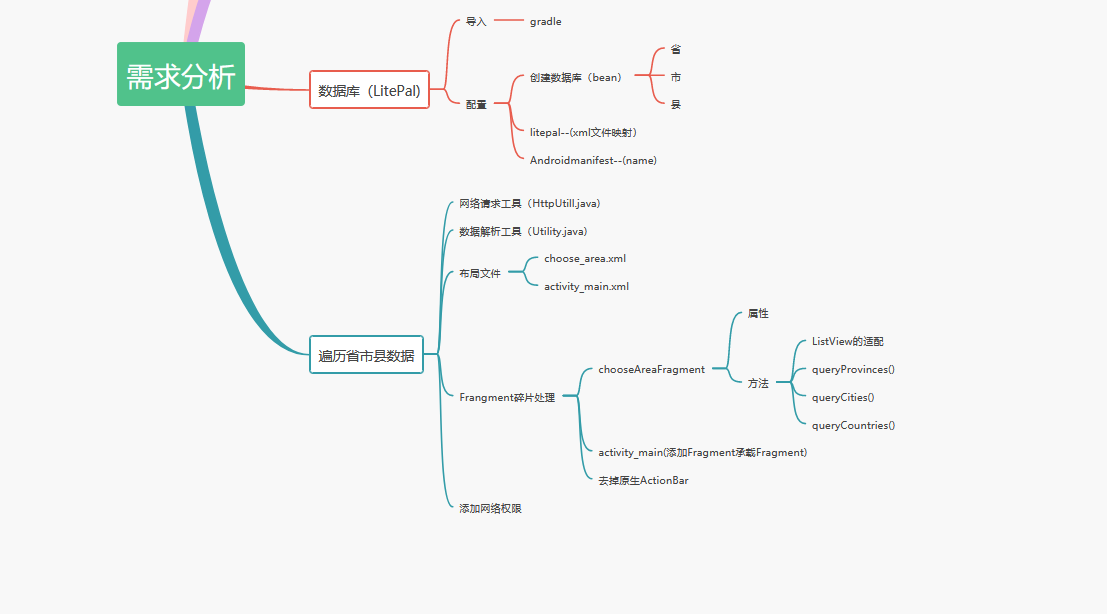 需求分析
数据库（LitePal)
导入
gradle
配置
创建数据库（bean）
省
市
县
litepal--(xml文件映射）
Androidmanifest--(name)
遍历省市县数据
网络请求工具（HttpUtill.java)
数据解析工具（Utility.java)
布局文件
choose_area.xml
activity_main.xml
Frangment碎片处理
chooseAreaFragment
属性
方法
ListView的适配
queryProvinces()
queryCities()
queryCountries()
activity_main(添加Fragment承载Fragment)
去掉原生ActionBar
添加网络权限